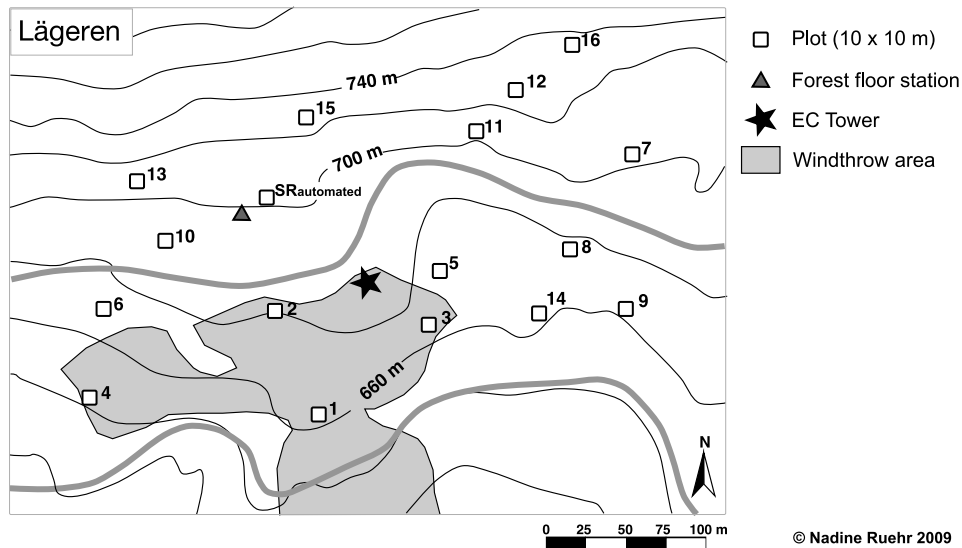 Lägeren
16
740 m
12
15
11
700 m
7
13
SRautomated
10
8
5
6
2
14
9
3
660 m
4
1
N
0 25 50 75 100 m
Plot (10 x 10 m)
Forest floor station
EC Tower
Windthrow area
© Nadine Ruehr 2009